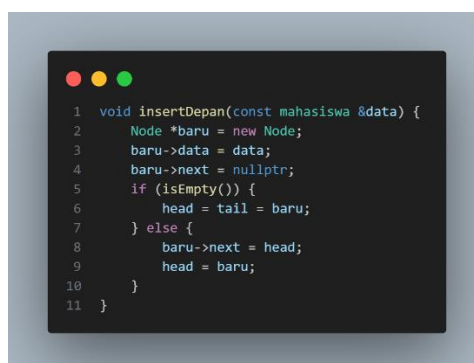 1 void insertDepan(const mahasiswa &data) {
2     Node *baru = new Node;
3     baru->data = data;
4     baru->next = nullptr;
5     if (isEmpty()) {
6         head = tail = baru;
7     } else {
8         baru->next = head;
9         head = baru;
10     }
11 }